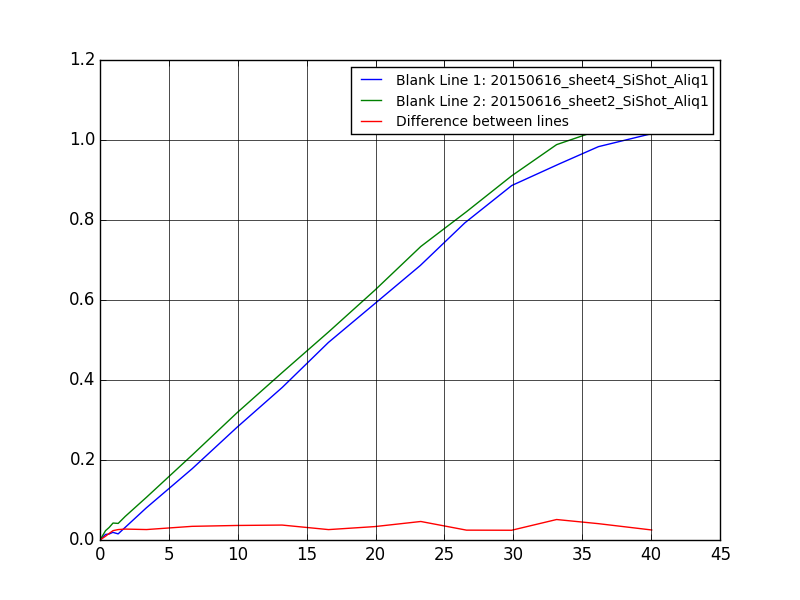 1.2
Blank Line 1: 20150616_sheet4_SiShot_Aliq1
Blank Line 2: 20150616_sheet2_SiShot_Aliq1
Difference between lines
1.0
0.8
0.6
0.4
0.2
0.0
0 5 10 15 20 25 30 35 40 45